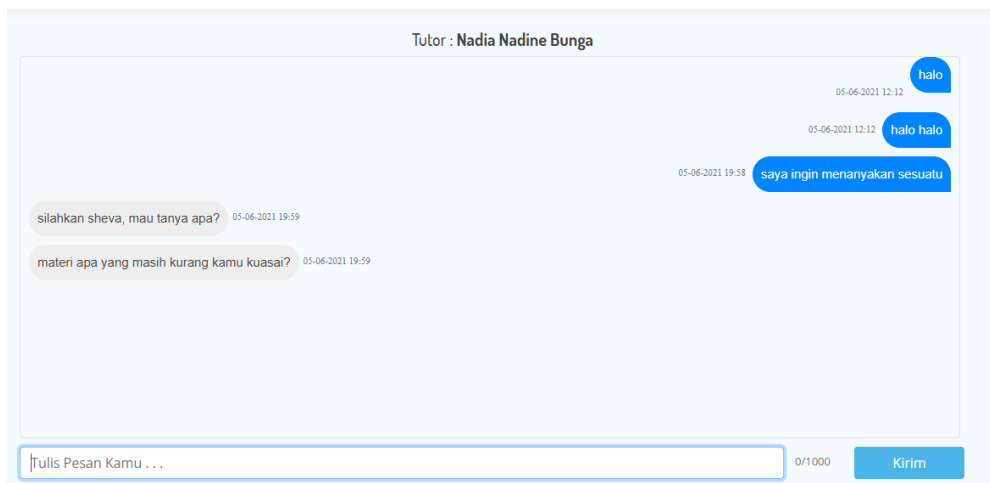 Tutor : Nadia Nadine Bunga
halo
05-06-2021 12:12
05-06-2021 12:12 halo halo
05-06-2021 19:58 saya ingin menanyakan sesuatu
silahkan sheva, mau tanya apa? 05-06-2021 19:59
materi apa yang masih kurang kamu kuasai? 05-06-2021 19:59
Tulis Pesan Kamu . . . 0/1000 Kirim